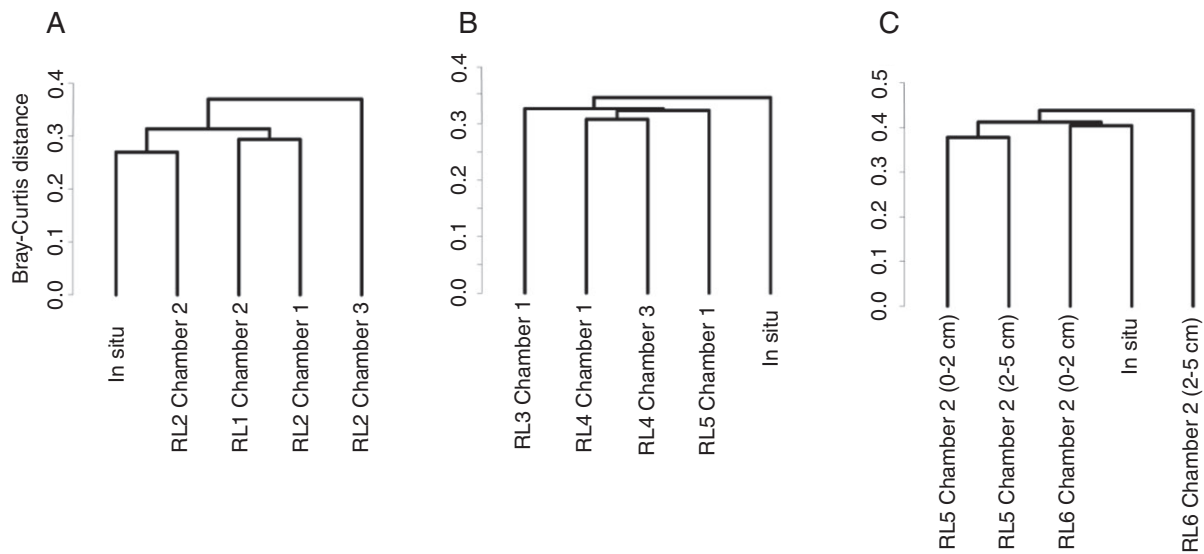 A
B
C
Bray-Curtis distance
0.0
0.1
0.2
0.3
0.4
In situ
RL2 Chamber 2
RL1 Chamber 2
RL2 Chamber 1
RL2 Chamber 3
0.0
0.1
0.2
0.3
0.4
RL3 Chamber 1
RL4 Chamber 1
RL4 Chamber 3
RL5 Chamber 1
In situ
0.0
0.1
0.2
0.3
0.4
0.5
RL5 Chamber 2 (0-2 cm)
RL5 Chamber 2 (2-5 cm)
RL6 Chamber 2 (0-2 cm)
In situ
RL6 Chamber 2 (2-5 cm)